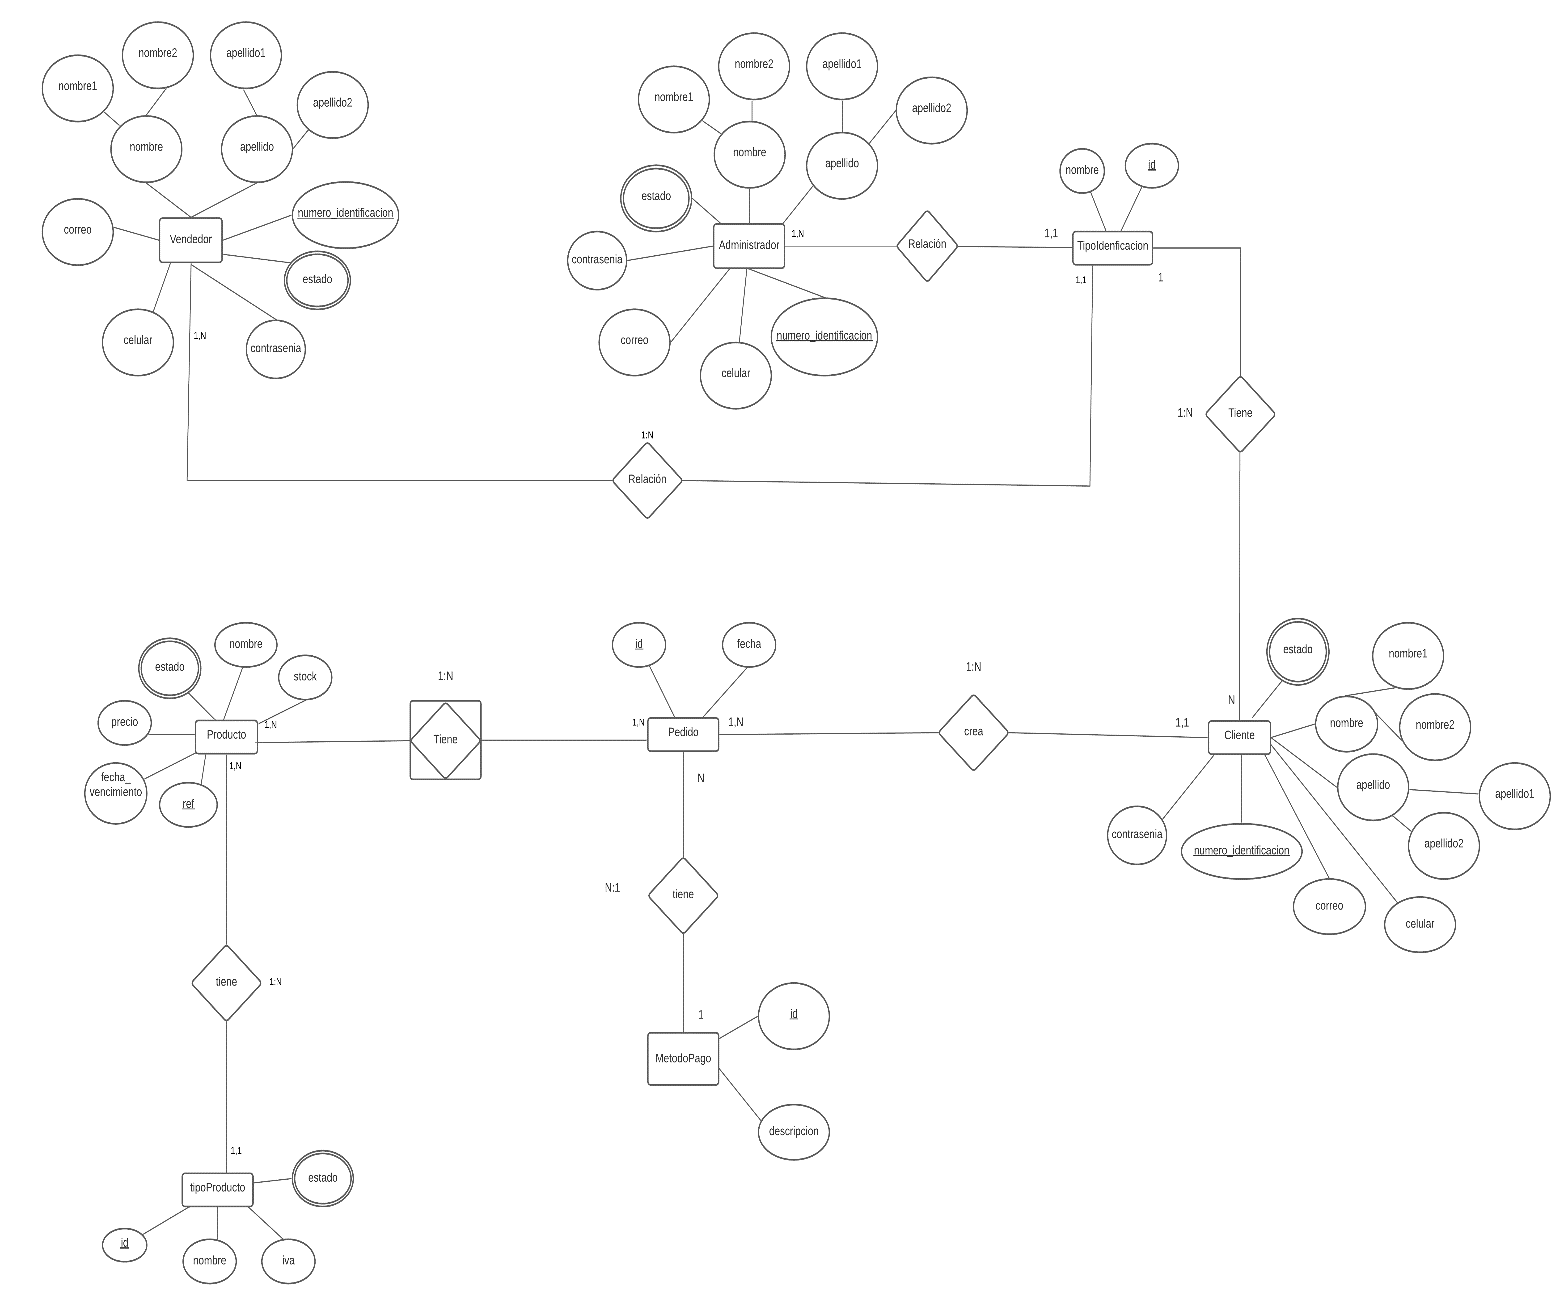 nombre2
apellido1
nombre1
apellido2
nombre
apellido
numero_identificacion
correo
Vendedor
estado
celular
contrasenia
1,N
nombre2
apellido1
nombre1
apellido2
nombre
apellido
estado
contrasenia
Administrador
1,N
Relación
1,1
correo
celular
numero_identificacion
nombre
id
TipoIdenficacion
1,1
1
1:N
Tiene
1:N
Relación
estado
nombre
stock
precio
Producto
1,N
fecha_
vencimiento
ref
1,N
1:N
Tiene
id
fecha
1,N
Pedido
1,N
N
1:N
crea
1,1
N
Cliente
estado
nombre1
nombre
nombre2
apellido
apellido1
apellido2
contrasenia
numero_identificacion
correo
celular
N:1
tiene
1
MetodoPago
id
descripcion
tiene
1:N
1,1
tipoProducto
estado
id
nombre
iva